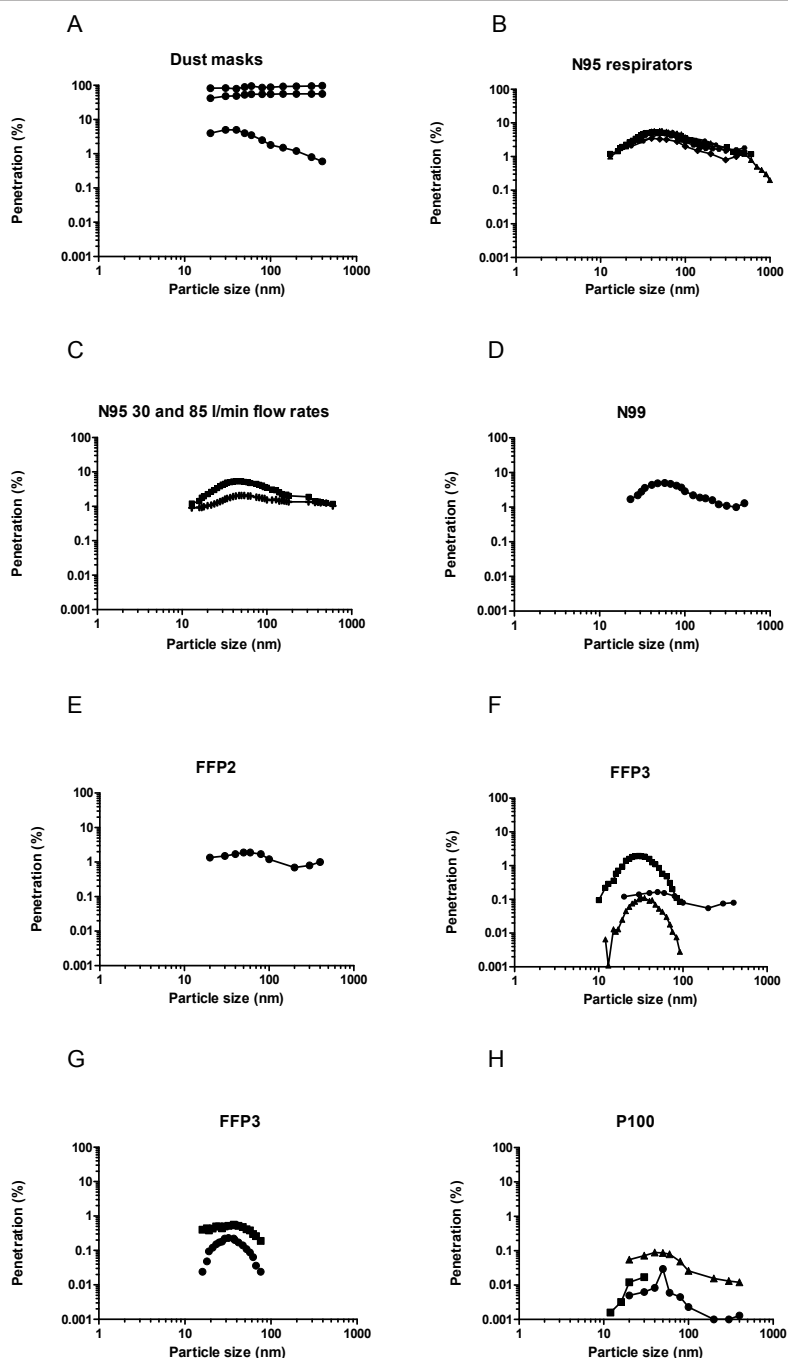 A
Dust masks
100
10
1
0.1
0.01
0.001
1 10 100 1000
Particle size (nm)
Penetration (%)
B
N95 respirators
100
10
1
0.1
0.01
0.001
1 10 100 1000
Particle size (nm)
Penetration (%)
C
N95 30 and 85 l/min flow rates
100
10
1
0.1
0.01
0.001
1 10 100 1000
Particle size (nm)
Penetration (%)
D
N99
100
10
1
0.1
0.01
0.001
1 10 100 1000
Particle size (nm)
Penetration (%)
E
FFP2
100
10
1
0.1
0.01
0.001
1 10 100 1000
Particle size (nm)
Penetration (%)
F
FFP3
100
10
1
0.1
0.01
0.001
1 10 100 1000
Particle size (nm)
Penetration (%)
G
FFP3
100
10
1
0.1
0.01
0.001
1 10 100 1000
Particle size (nm)
Penetration (%)
H
P100
100
10
1
0.1
0.01
0.001
1 10 100 1000
Particle size (nm)
Penetration (%)